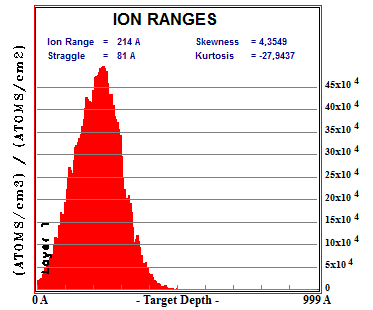 ION RANGES
Ion Range = 214 A Skewness = 4,3549
Straggle = 81 A Kurtosis = -27,9437
(ATOMS/cm3) / (ATOMS/cm2)
45x10 4
40x10 4
35x10 4
30x10 4
25x10 4
20x10 4
15x10 4
10x10 4
5x10 4
0
Layer 1
0 A - Target Depth - 999 A